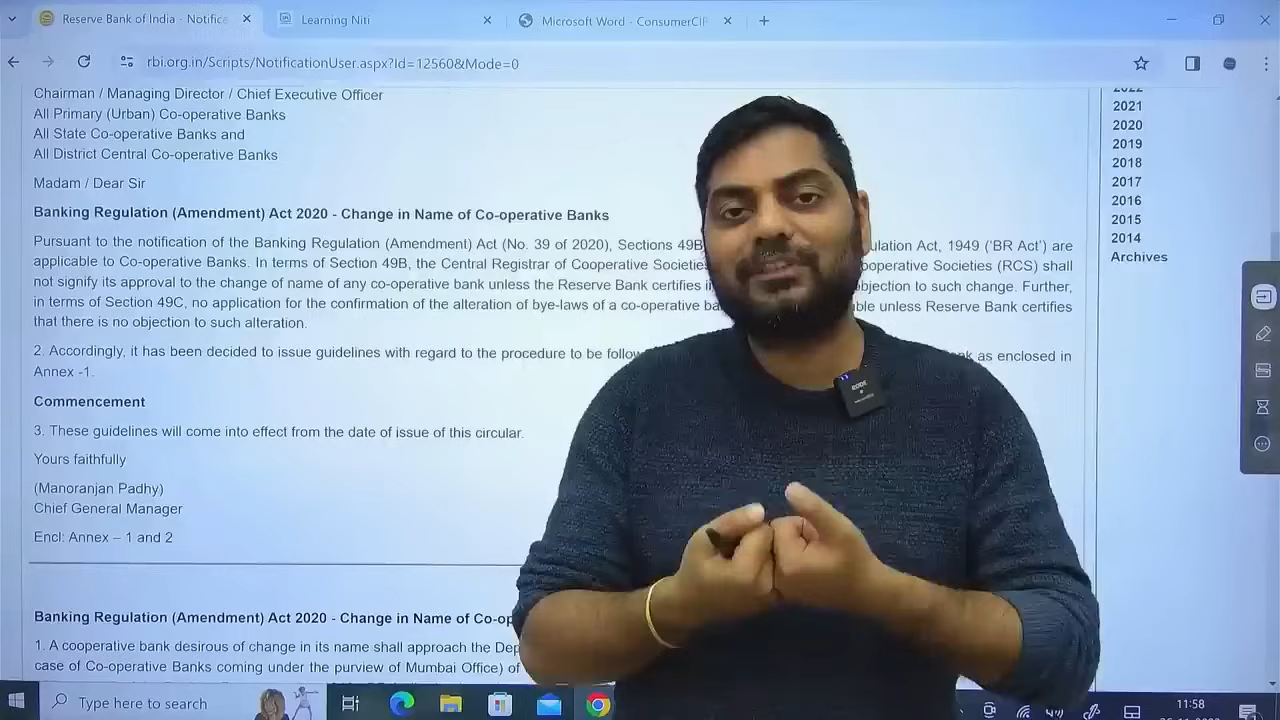 Reserve Bank of India - Notific
Learning Niti
Microsoft Word - ConsumerCIF
rbi.org.in/Scripts/NotificationUser.aspx?Id=12560&Mode=0
Chairman / Managing Director / Chief Executive Officer
All Primary (Urban) Co-operative Banks
All State Co-operative Banks and
All District Central Co-operative Banks
Madam / Dear Sir
Banking Regulation (Amendment) Act 2020 - Change in Name of Co-operative Banks
Pursuant to the notification of the Banking Regulation (Amendment) Act (No. 39 of 2020), Sections 49B ulation Act, 1949 ('BR Act') are
applicable to Co-operative Banks. In terms of Section 49B, the Central Registrar of Cooperative Societie ooperative Societies (RCS) shall
not signify its approval to the change of name of any co-operative bank unless the Reserve Bank certifies i objection to such change. Further,
in terms of Section 49C, no application for the confirmation of the alteration of bye-laws of a co-operative ba ble unless Reserve Bank certifies
that there is no objection to such alteration.
2. Accordingly, it has been decided to issue guidelines with regard to the procedure to be follow nk as enclosed in
Annex -1.
Commencement
3. These guidelines will come into effect from the date of issue of this circular.
Yours faithfully
(Manoranjan Padhy)
Chief General Manager
Encl: Annex – 1 and 2
Banking Regulation (Amendment) Act 2020 - Change in Name of Co-op
1. A cooperative bank desirous of change in its name shall approach the Dep
case of Co-operative Banks coming under the purview of Mumbai Office) of
2022
2021
2020
2019
2018
2017
2016
2015
2014
Archives
RODE
Type here to search
11:58